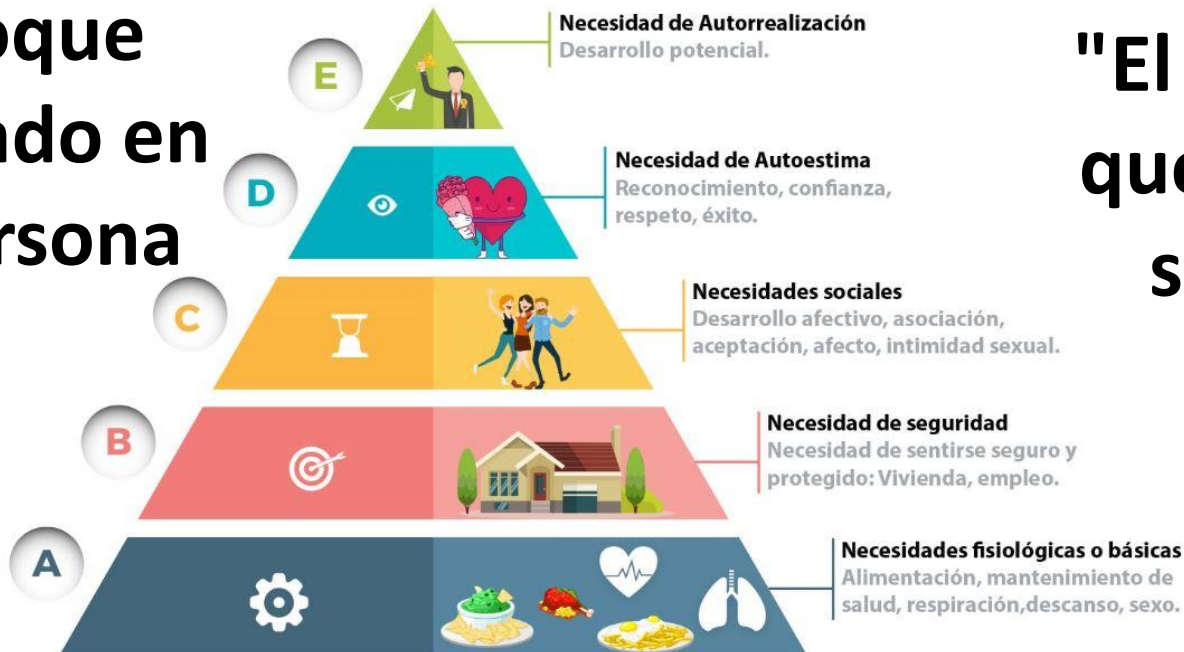 oque
ado en
ersona
"El
que
s
E
Necesidad de Autorrealización
Desarrollo potencial.
D
Necesidad de Autoestima
Reconocimiento, confianza,
respeto, éxito.
C
Necesidades sociales
Desarrollo afectivo, asociación,
aceptación, afecto, intimidad sexual.
B
Necesidad de seguridad
Necesidad de sentirse seguro y
protegido: Vivienda, empleo.
A
Necesidades fisiológicas o básicas
Alimentación, mantenimiento de
salud, respiración,descanso, sexo.